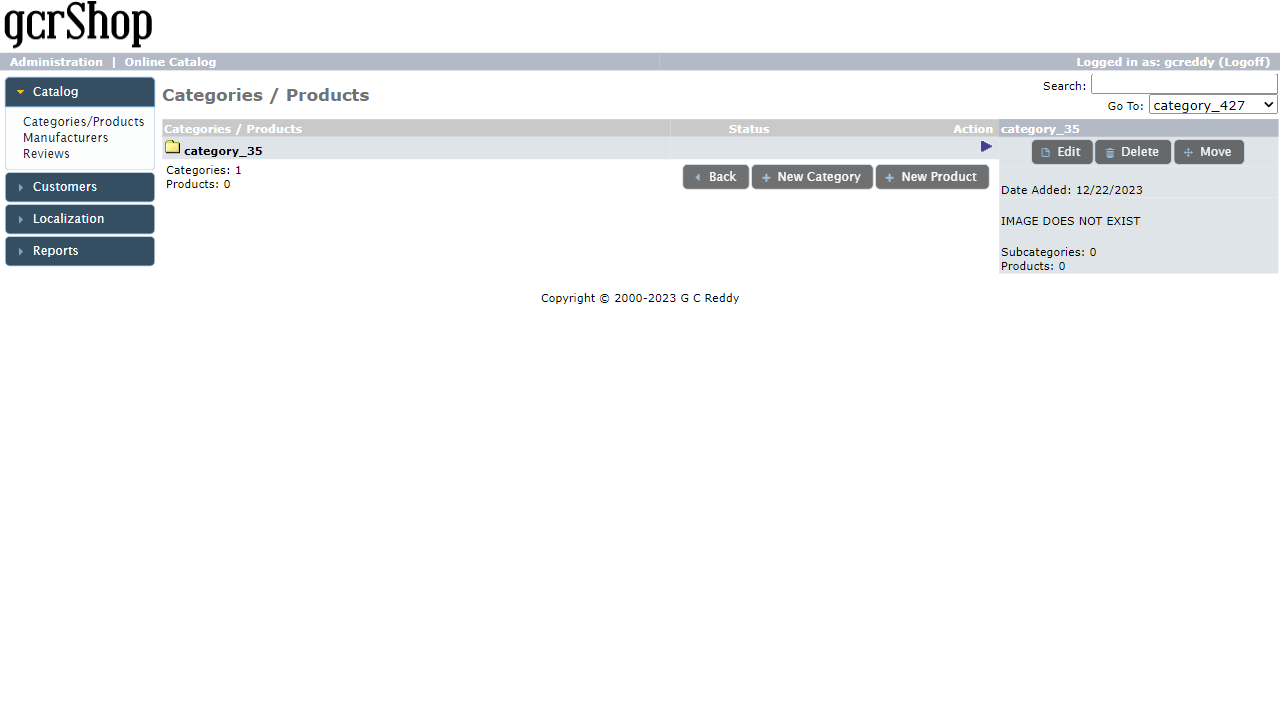 gcrShop
Administration | Online Catalog
Logged in as: gcreddy (Logoff)
Catalog
Categories/Products
Manufacturers
Reviews
Customers
Localization
Reports
Categories / Products
Search:
Go To: category_427
Categories / Products Status Action
category_35
Categories: 1
Products: 0
Back New Category New Product
category_35
Edit Delete Move
Date Added: 12/22/2023
IMAGE DOES NOT EXIST
Subcategories: 0
Products: 0
Copyright © 2000-2023 G C Reddy